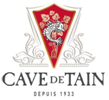 CAVE DE TAIN
DEPUIS 1933